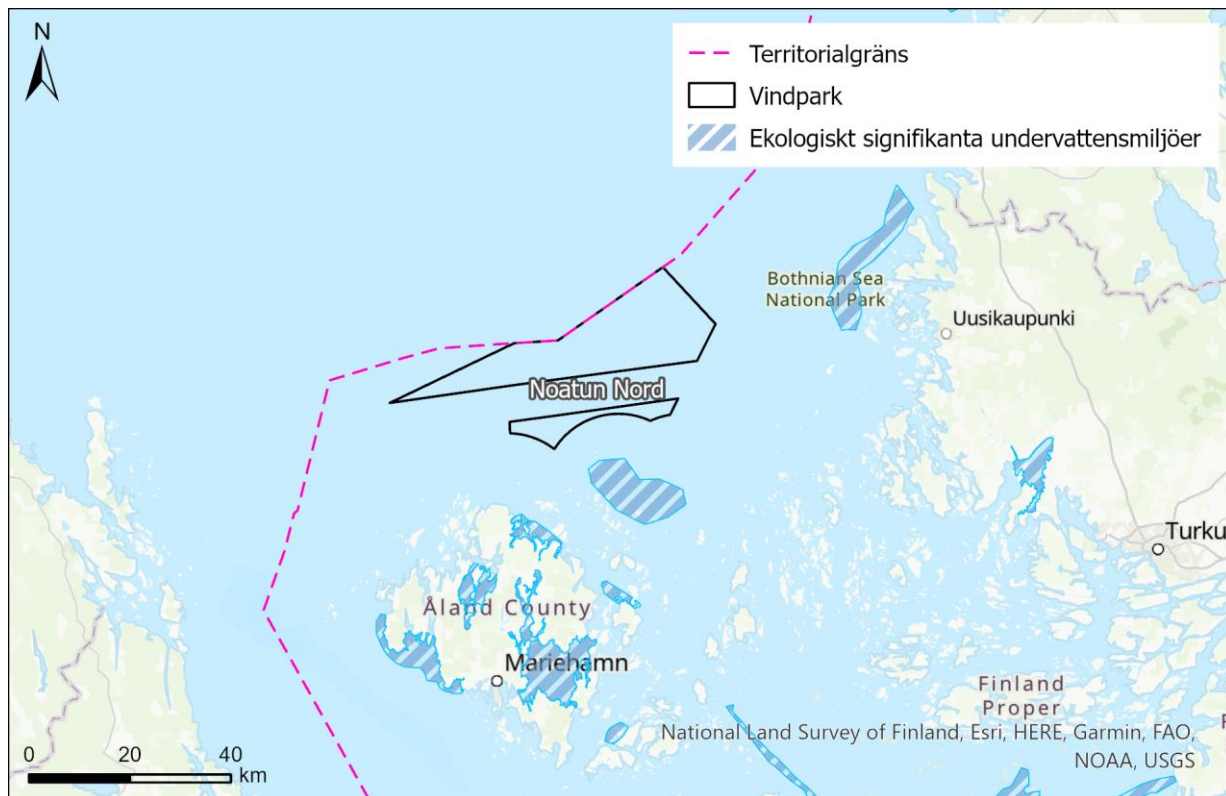 N
Territorialgräns
Vindpark
Ekologiskt signifikanta undervattensmiljöer
Bothnian Sea
National Park
Uusikaupunki
Noatun Nord
Turku
Åland County
Mariehamn
Finland
Proper
F
National Land Survey of Finland, Esri, HERE, Garmin, FAO,
NOAA, USGS
0 20 40
km